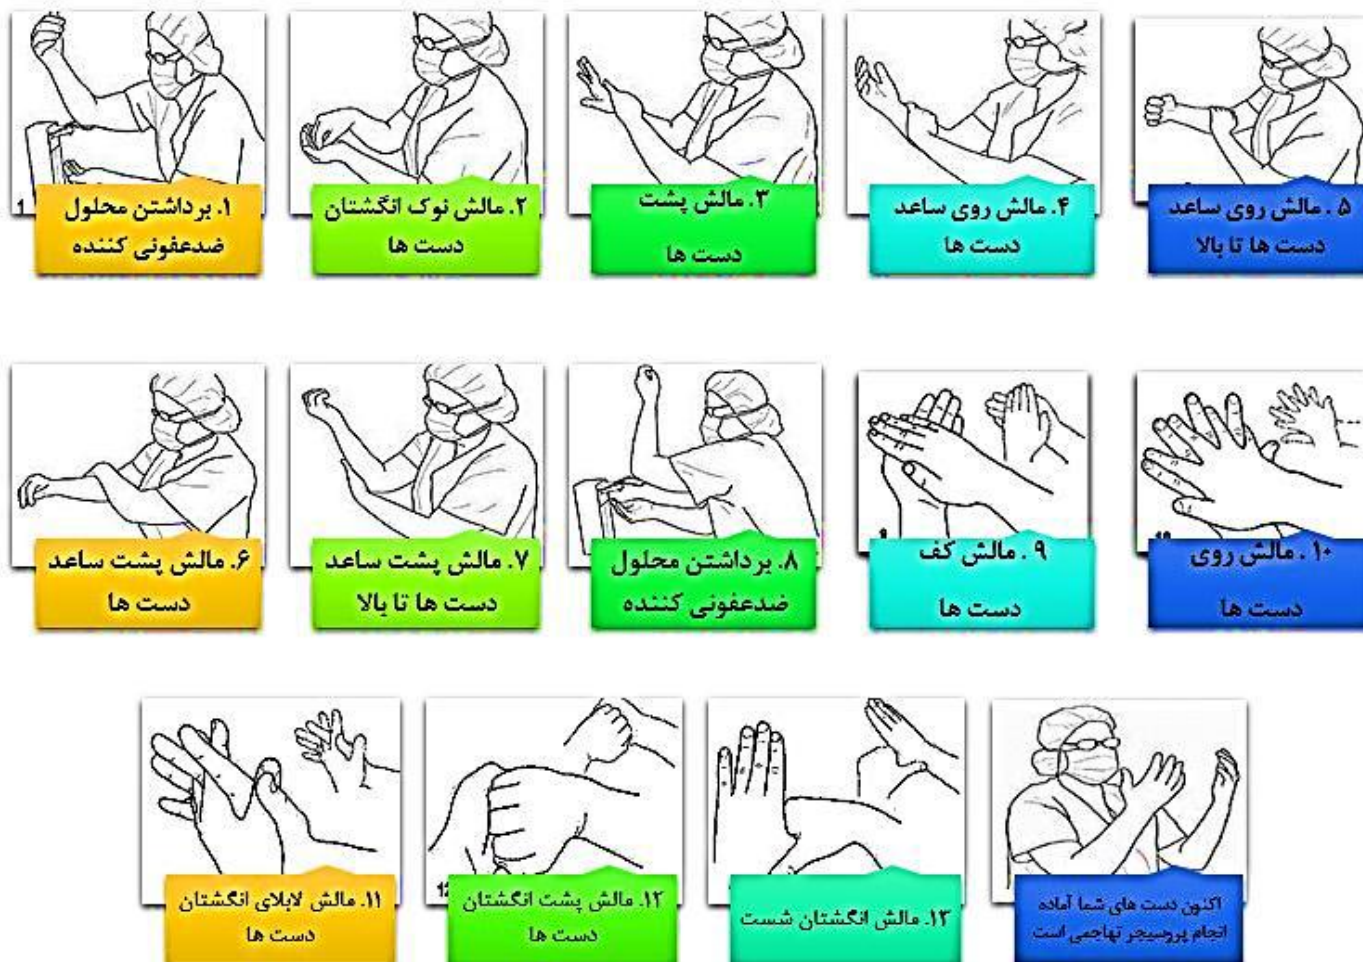 ۱. برداشتن محلول
ضدعفونی کننده
۲. مالش نوک انگشتان
دست ها
۳. مالش پشت
دست ها
۴. مالش روی ساعد
دست ها
۵. مالش روی ساعد
دست ها تا بالا
۶. مالش پشت ساعد
دست ها
۷. مالش پشت ساعد
دست ها تا بالا
۸. برداشتن محلول
ضدعفونی کننده
۹. مالش کف
دست ها
۱۰. مالش روی
دست ها
۱۱. مالش لابلای انگشتان
دست ها
۱۲. مالش پشت انگشتان
دست ها
۱۳. مالش انگشتان شست
اکنون دست های شما آماده
انجام پروسیجر تهاجمی است